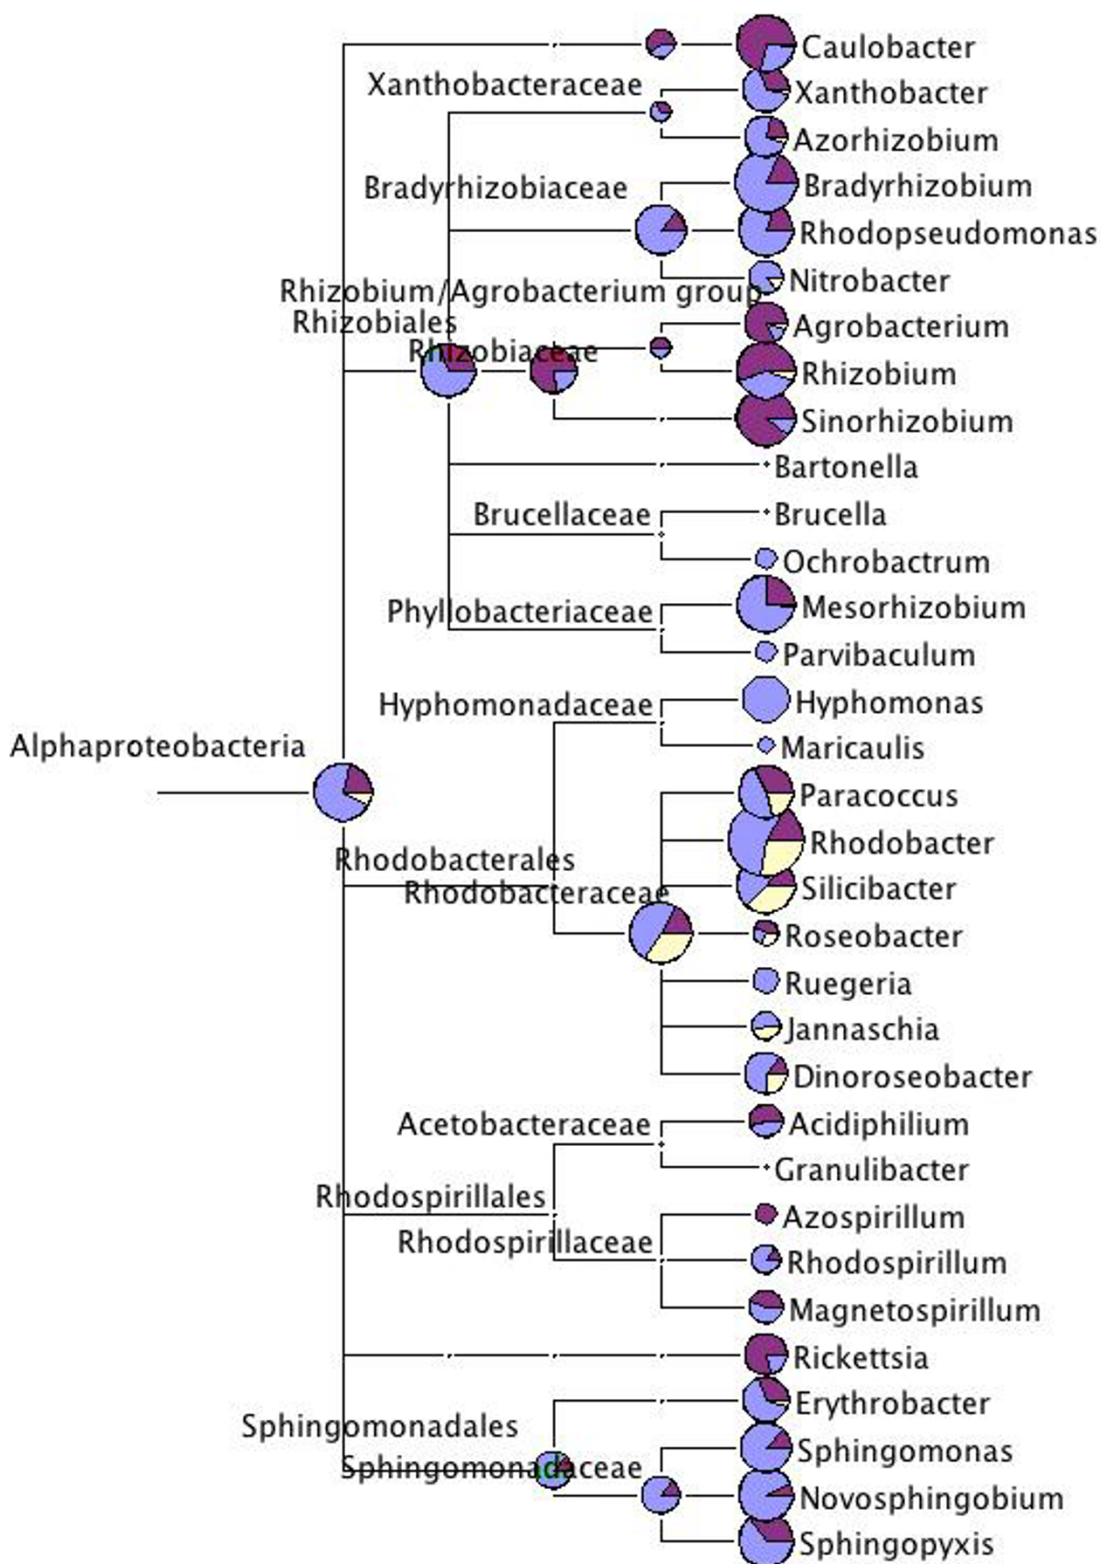 Caulobacter
Xanthobacteraceae
Xanthobacter
Azorhizobium
Bradyrhizobiaceae
Bradyrhizobium
Rhodopseudomonas
Nitrobacter
Rhizobium/Agrobacterium group
Rhizobiales
Agrobacterium
Rhizobiaceae
Rhizobium
Sinorhizobium
Bartonella
Brucellaceae
Brucella
Ochrobactrum
Phyllobacteriaceae
Mesorhizobium
Parvibaculum
Hyphomonadaceae
Hyphomonas
Alphaproteobacteria
Maricaulis
Paracoccus
Rhodobacter
Rhodobacterales
Rhodobacteraceae
Silicibacter
Roseobacter
Ruegeria
Jannaschia
Dinoroseobacter
Acetobacteraceae
Acidiphilium
Granulibacter
Rhodospirillales
Azospirillum
Rhodospirillaceae
Rhodospirillum
Magnetospirillum
Rickettsia
Erythrobacter
Sphingomonadales
Sphingomonas
Sphingomonadaceae
Novosphingobium
Sphingopyxis